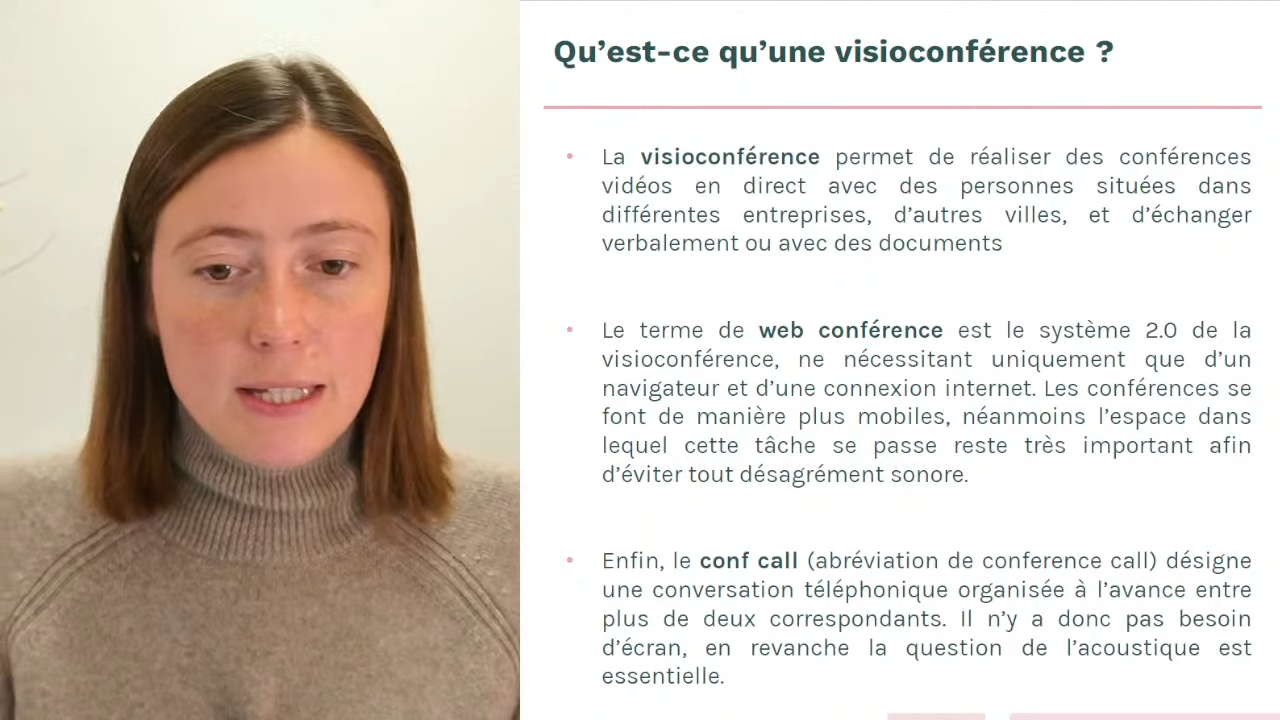 Qu’est-ce qu’une visioconférence ?
• La visioconférence permet de réaliser des conférences
vidéos en direct avec des personnes situées dans
différentes entreprises, d’autres villes, et d’échanger
verbalement ou avec des documents
• Le terme de web conférence est le système 2.0 de la
visioconférence, ne nécessitant uniquement que d’un
navigateur et d’une connexion internet. Les conférences se
font de manière plus mobiles, néanmoins l’espace dans
lequel cette tâche se passe reste très important afin
d’éviter tout désagrément sonore.
• Enfin, le conf call (abréviation de conference call) désigne
une conversation téléphonique organisée à l’avance entre
plus de deux correspondants. Il n’y a donc pas besoin
d’écran, en revanche la question de l’acoustique est
essentielle.